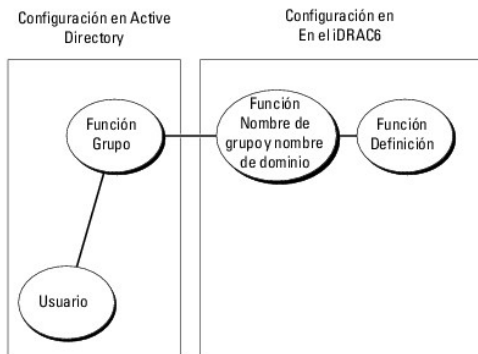 Configuración en Active
Directory
Configuración en
En el iDRAC6
Función
Grupo
Función
Nombre de
grupo y nombre
de dominio
Función
Definición
Usuario